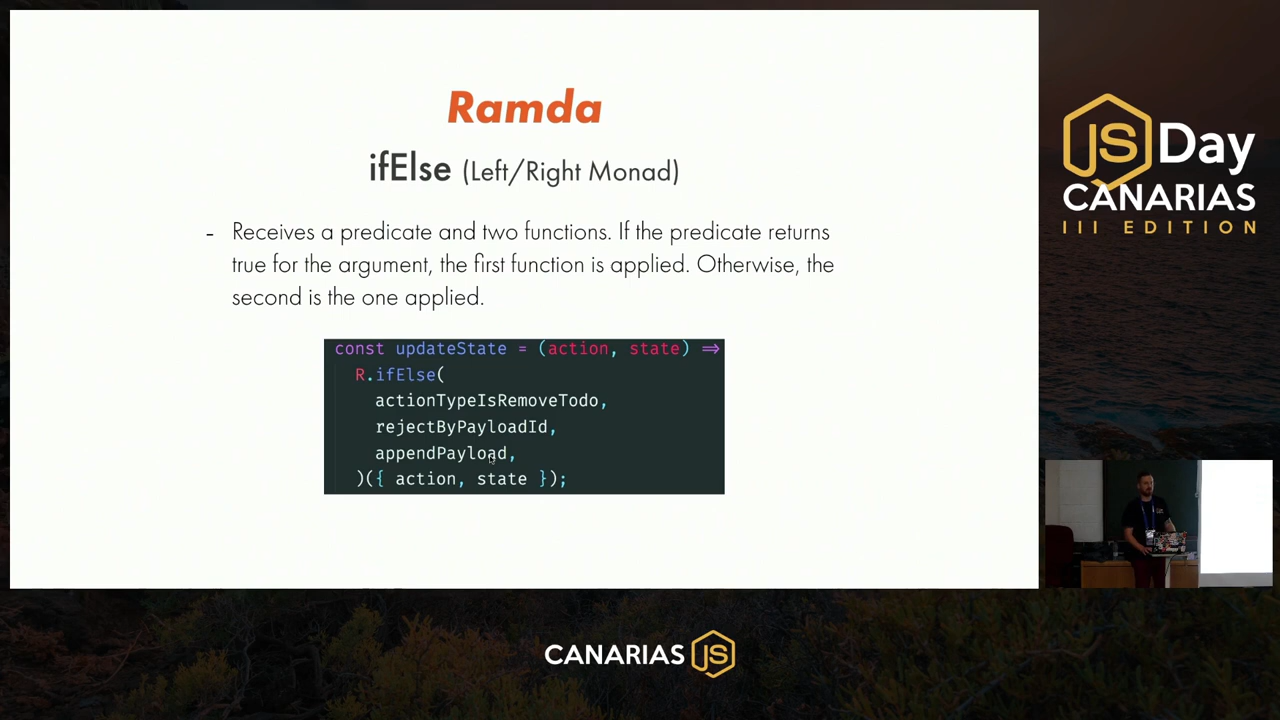 Ramda
ifElse (Left/Right Monad)
- Receives a predicate and two functions. If the predicate returns
true for the argument, the first function is applied. Otherwise, the
second is the one applied.
const updateState = (action, state) =>
R.ifElse(
actionTypeIsRemoveTodo,
rejectByPayloadId,
appendPayload,
)({ action, state });
JS Day
CANARIAS
III EDITION
CANARIAS JS